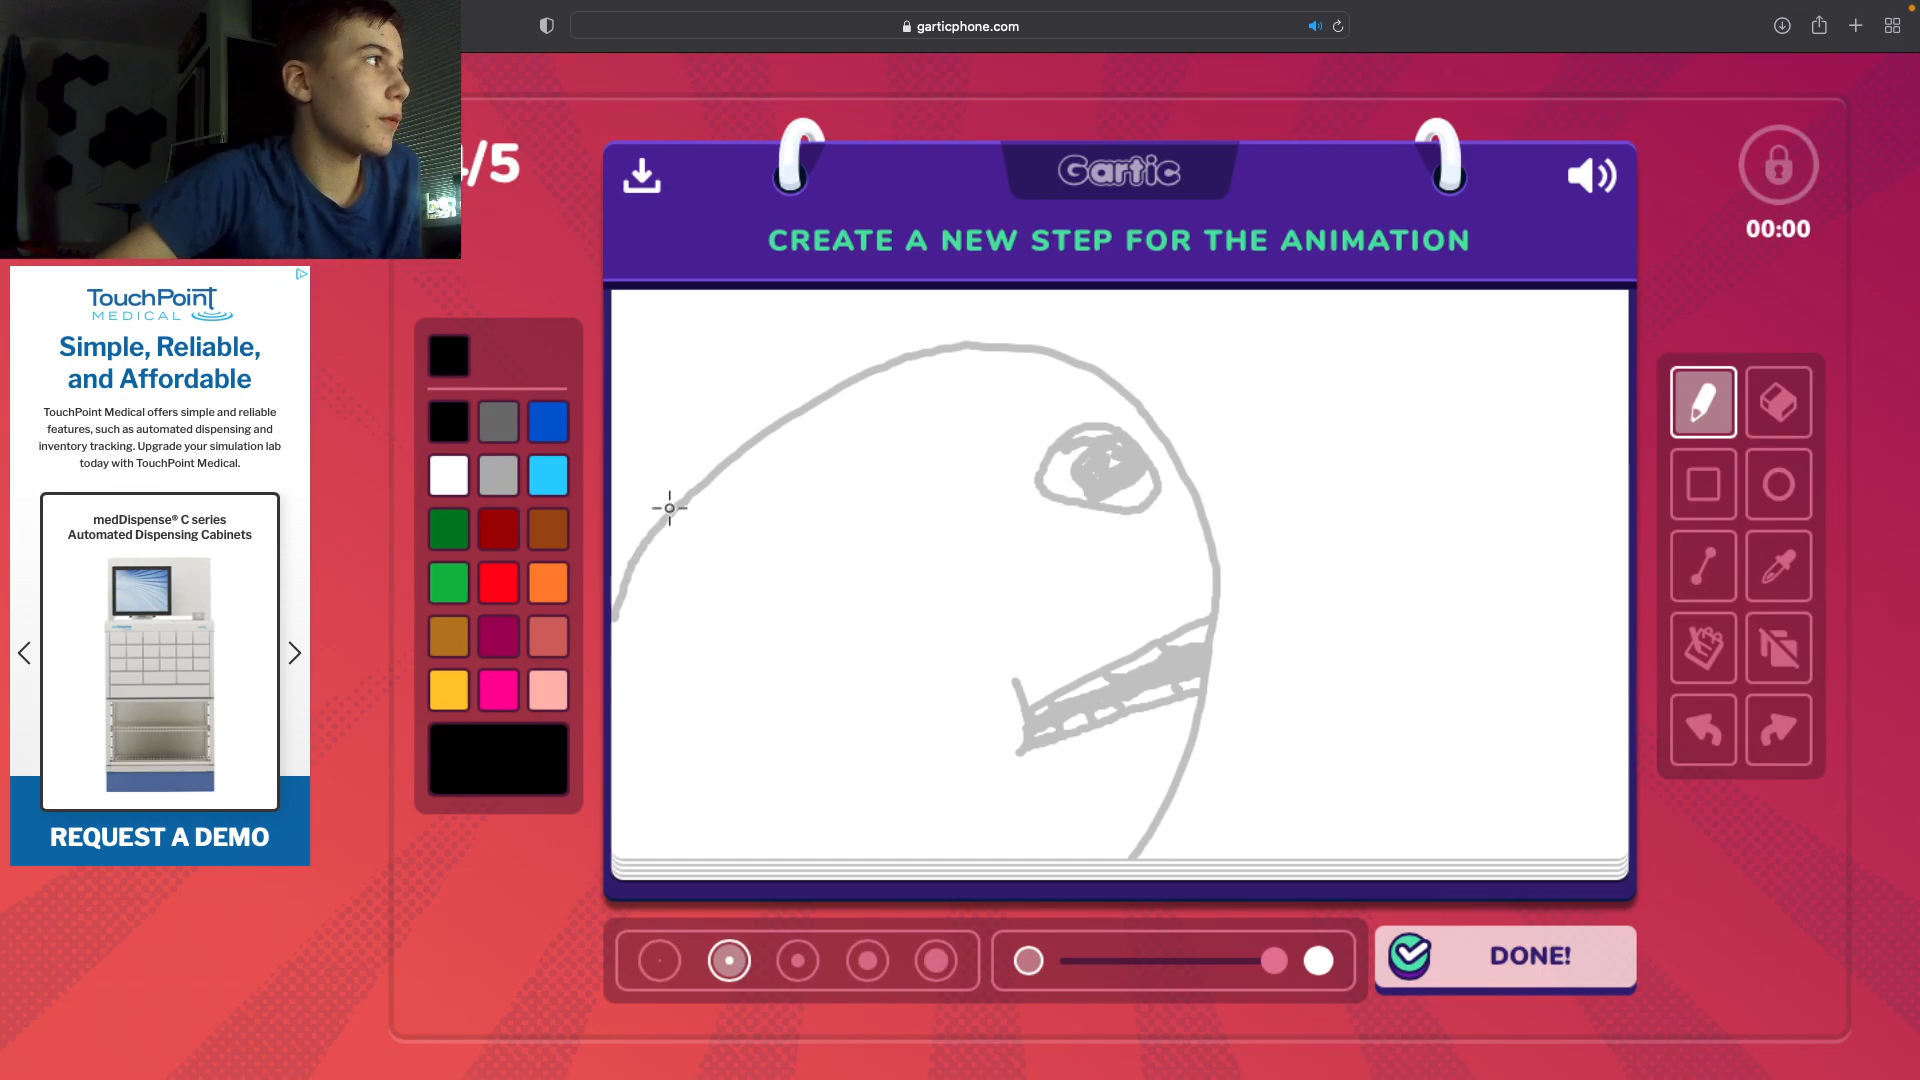 garticphone.com
4/5
Gartic
CREATE A NEW STEP FOR THE ANIMATION
00:00
TouchPoint
MEDICAL
Simple, Reliable,
and Affordable
TouchPoint Medical offers simple and reliable
features, such as automated dispensing and
inventory tracking. Upgrade your simulation lab
today with TouchPoint Medical.
medDispense® C series
Automated Dispensing Cabinets
REQUEST A DEMO
DONE!